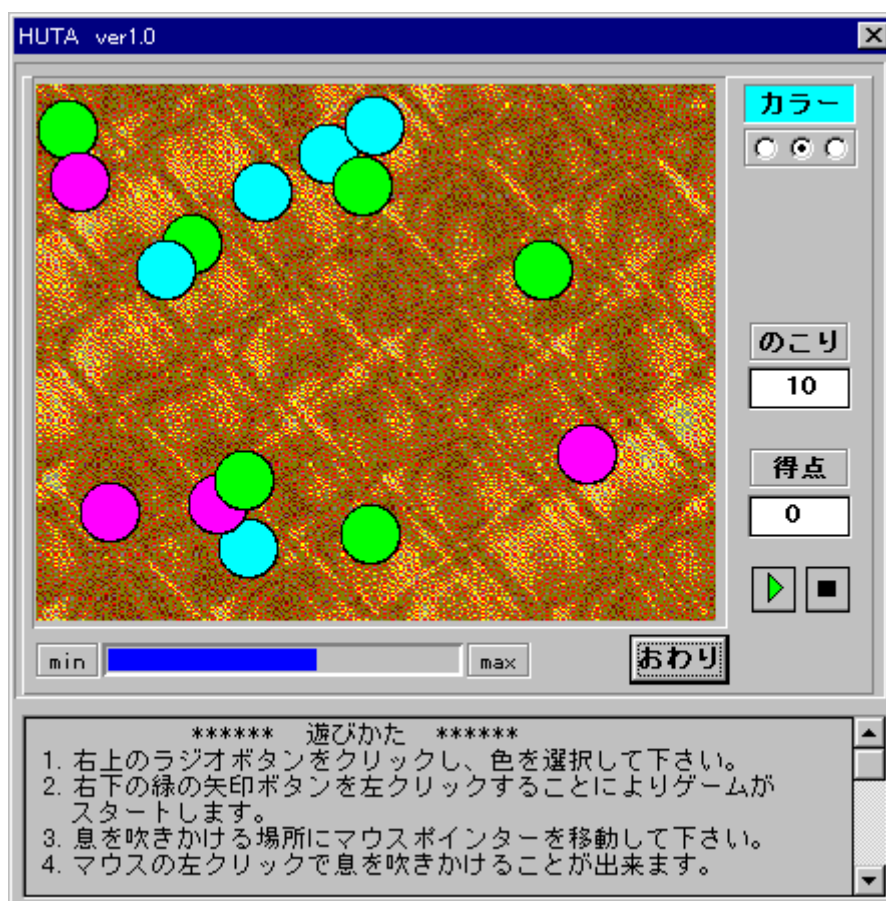 HUTA ver1.0
カラー
のこり
10
得点
0
min
max
おわり
****** 遊びかた ******
1. 右上のラジオボタンをクリックし、色を選択して下さい。
2. 右下の緑の矢印ボタンを左クリックすることによりゲームが
スタートします。
3. 息を吹きかける場所にマウスポインターを移動して下さい。
4. マウスの左クリックで息を吹きかけることが出来ます。